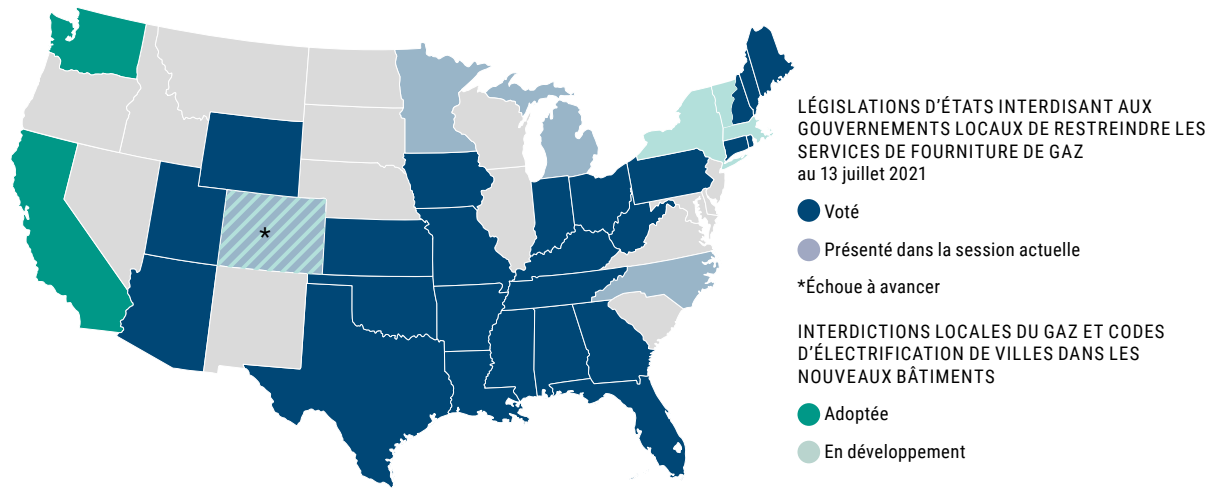 LÉGISLATIONS D'ÉTATS INTERDISANT AUX
GOUVERNEMENTS LOCAUX DE RESTREINDRE LES
SERVICES DE FOURNITURE DE GAZ
au 13 juillet 2021
Voté
Présenté dans la session actuelle
*Échoue à avancer
INTERDICTIONS LOCALES DU GAZ ET CODES
D'ÉLECTRIFICATION DE VILLES DANS LES
NOUVEAUX BÂTIMENTS
Adoptée
En développement
*